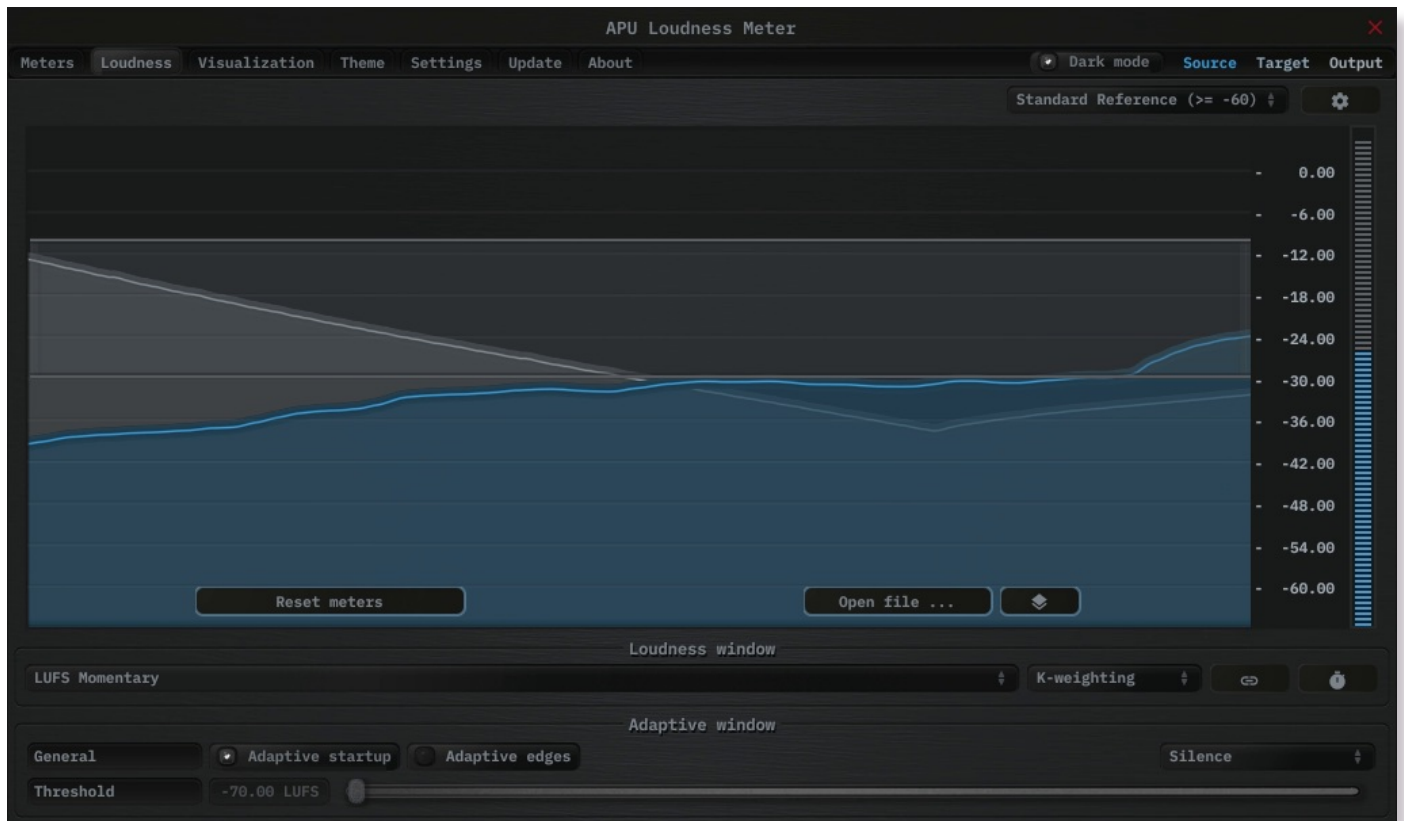 APU Loudness Meter
Meters Loudness Visualization Theme Settings Update About Dark mode Source Target Output
Standard Reference (>= -60)
- 0.00
- -6.00
- -12.00
- -18.00
- -24.00
- -30.00
- -36.00
- -42.00
- -48.00
- -54.00
- -60.00
Reset meters Open file ...
Loudness window
LUFS Momentary K-weighting
Adaptive window
General Adaptive startup Adaptive edges Silence
Threshold -70.00 LUFS